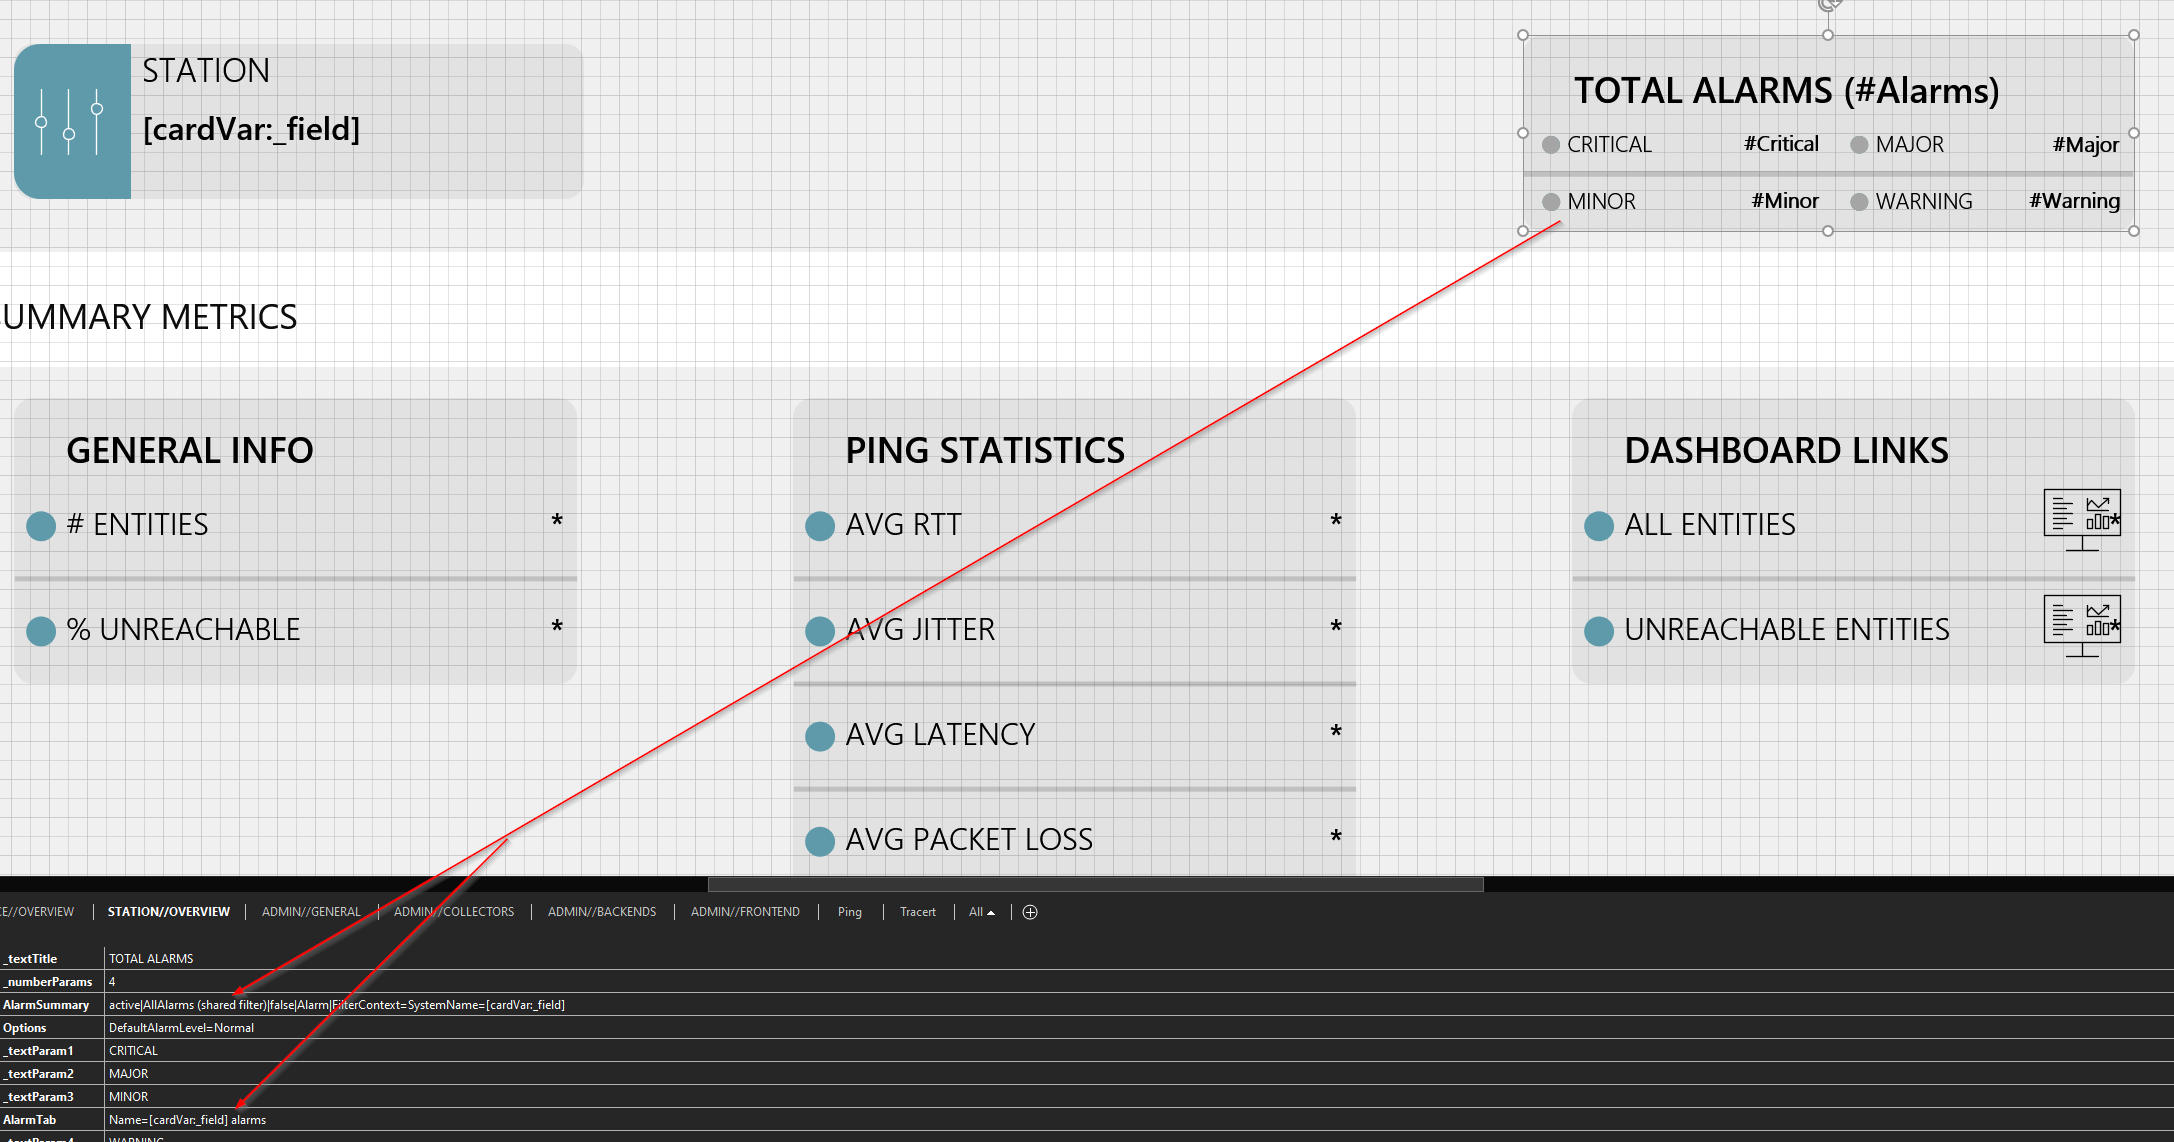 STATION
[cardVar:_field]
TOTAL ALARMS (#Alarms)
CRITICAL #Critical MAJOR #Major
MINOR #Minor WARNING #Warning
UMMARY METRICS
GENERAL INFO
# ENTITIES *
% UNREACHABLE *
PING STATISTICS
AVG RTT *
AVG JITTER *
AVG LATENCY *
AVG PACKET LOSS *
DASHBOARD LINKS
ALL ENTITIES *
UNREACHABLE ENTITIES *
CE//OVERVIEW STATION//OVERVIEW ADMIN//GENERAL ADMIN//COLLECTORS ADMIN//BACKENDS ADMIN//FRONTEND Ping Tracert All
_textTitle TOTAL ALARMS
_numberParams 4
AlarmSummary active|AllAlarms (shared filter)|false|Alarm|FilterContext=SystemName=[cardVar:_field]
Options DefaultAlarmLevel=Normal
_textParam1 CRITICAL
_textParam2 MAJOR
_textParam3 MINOR
AlarmTab Name=[cardVar:_field] alarms
_textParam4 WARNING